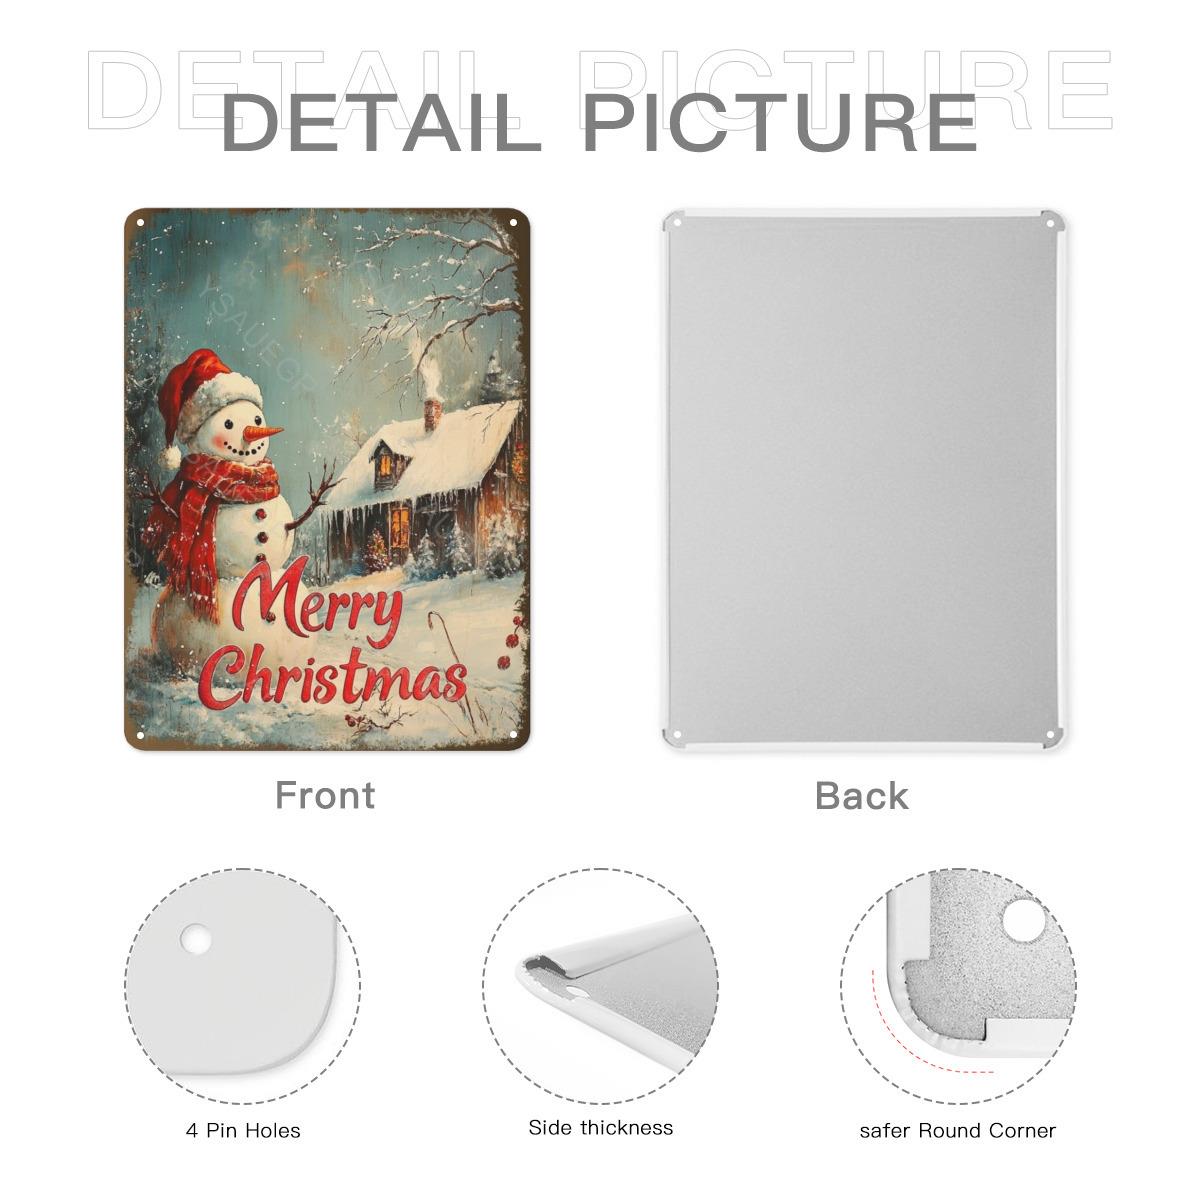 DETAIL PICTURE
DETAIL PICTURE
Merry
Christmas
Front
Back
4 Pin Holes
Side thickness
safer Round Corner